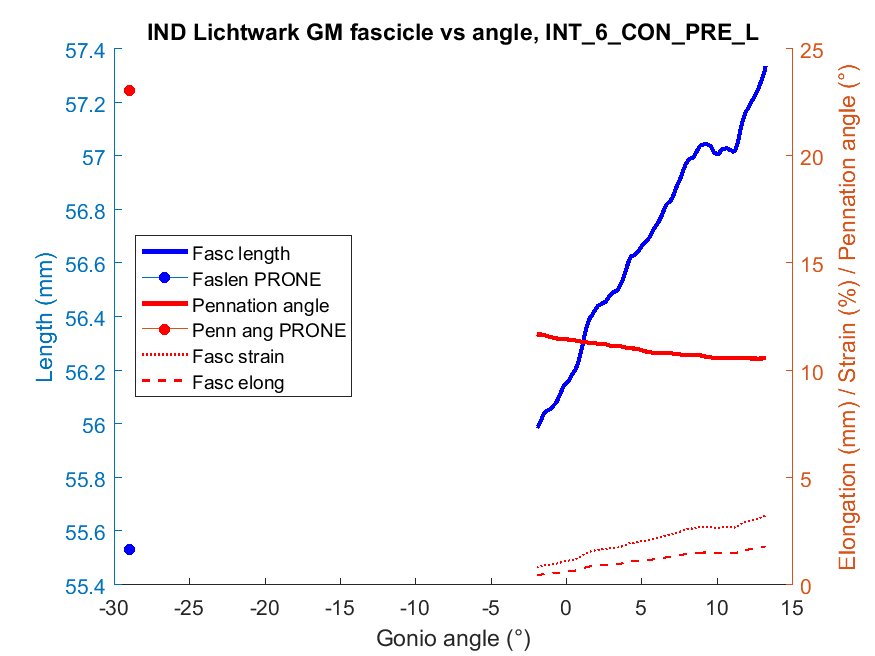 IND Lichtwark GM fascicle vs angle, INT_6_CON_PRE_L
57.4
57.2
57
56.8
56.6
56.4
56.2
56
55.8
55.6
55.4
Length (mm)
Fasc length
Faslen PRONE
Pennation angle
Penn ang PRONE
Fasc strain
Fasc elong
25
20
15
10
5
0
Elongation (mm) / Strain (%) / Pennation angle (°)
-30
-25
-20
-15
-10
-5
0
5
10
15
Gonio angle (°)